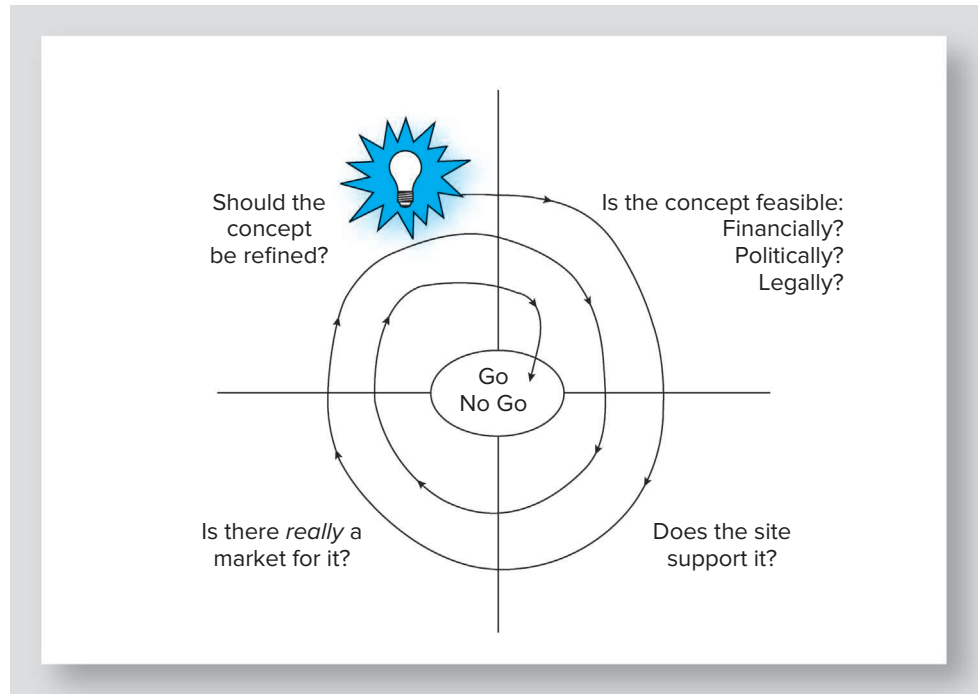 Should the
concept
be refined?
Is the concept feasible:
Financially?
Politically?
Legally?
Go
No Go
Is there really a
market for it?
Does the site
support it?